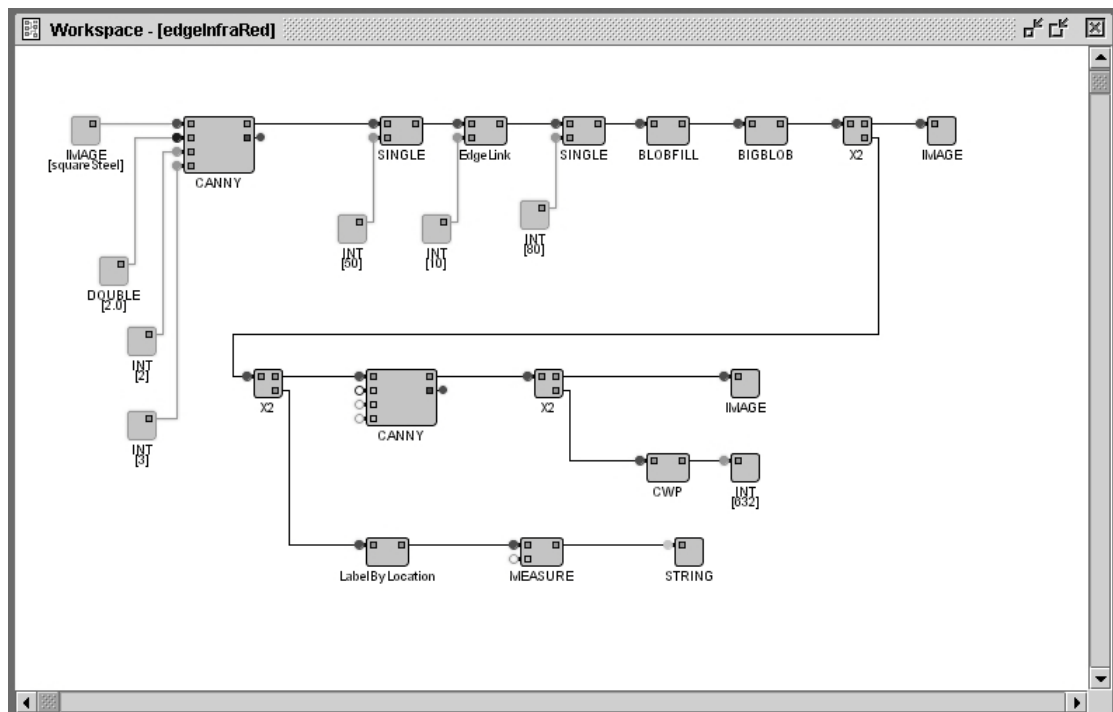 Workspace - [edgeInfraRed]
IMAGE
[squareSteel]
CANNY
SINGLE
EdgeLink
SINGLE
BLOBFILL
BIGBLOB
X2
IMAGE
INT
[50]
INT
[10]
INT
[80]
DOUBLE
[2.0]
INT
[2]
INT
[3]
X2
CANNY
X2
IMAGE
CWP
INT
[632]
LabelByLocation
MEASURE
STRING